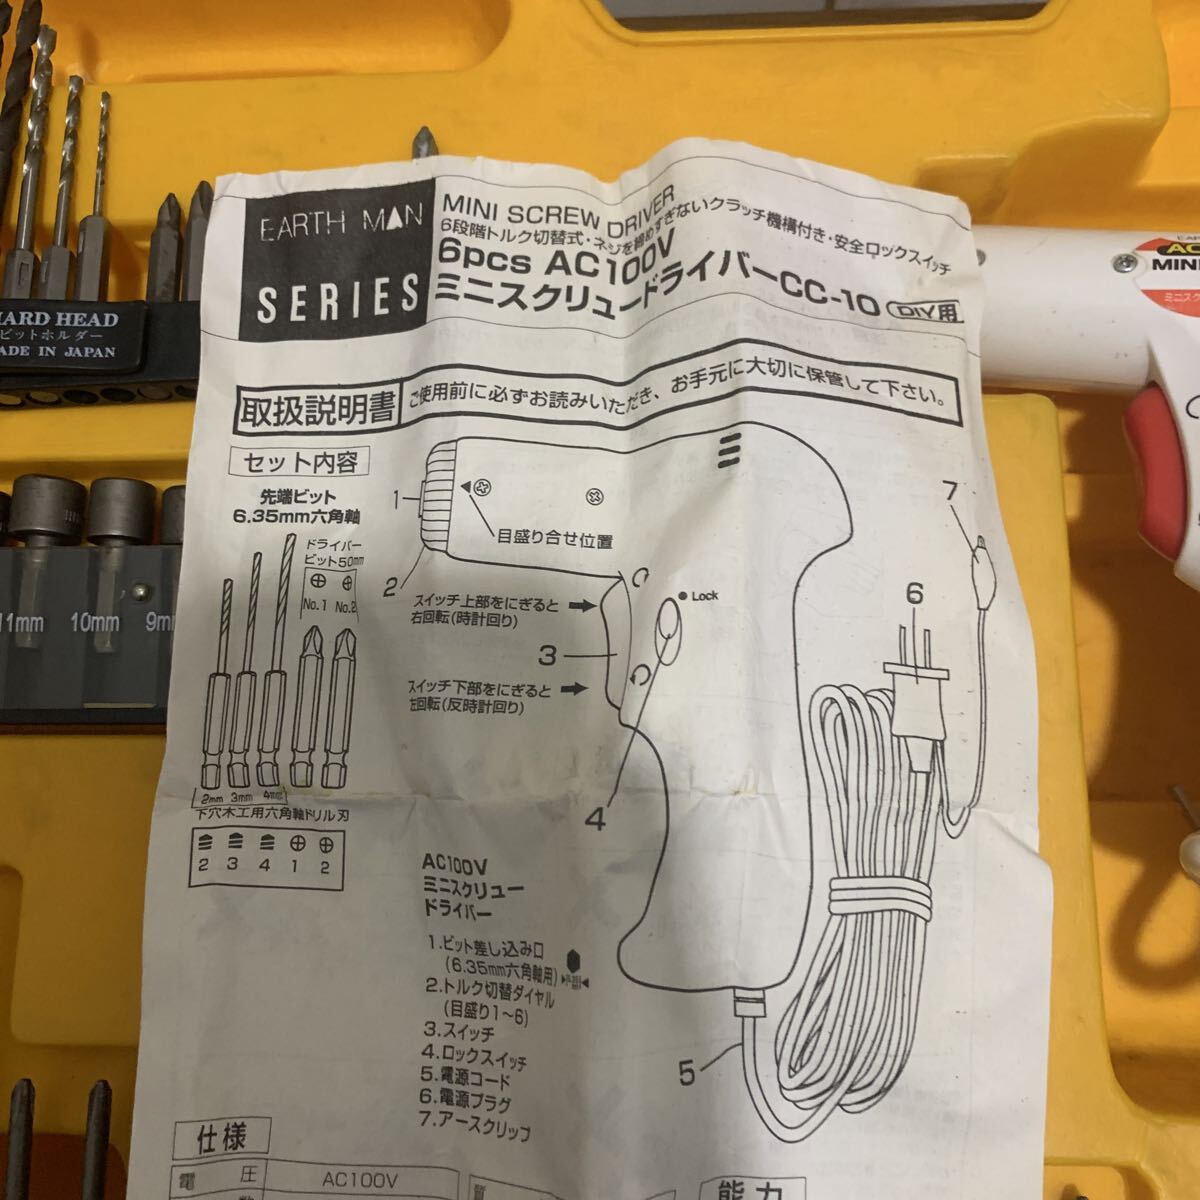 EARTH MAN
SERIES
MINI SCREW DRIVER
6段階トルク切替式・ネジを締めすぎないクラッチ機構付き・安全ロックスイッチ
6pcs AC100V
ミニスクリュードライバーCC-10 DIY用
取扱説明書
ご使用前に必ずお読みいただき、お手元に大切に保管して下さい。
セット内容
先端ビット
6.35mm六角軸
ドライバー
ビット50mm
No.1 No.2
2mm 3mm 4mm
下穴木工用六角軸ドリル刃
2 3 4 1 2
1
目盛り合せ位置
2
スイッチ上部をにぎると
右回転(時計回り)
Lock
3
スイッチ下部をにぎると
左回転(反時計回り)
4
5
6
7
AC100V
ミニスクリュー
ドライバー
1.ビット差し込み口
(6.35mm六角軸用)
2.トルク切替ダイヤル
(目盛り1~6)
3.スイッチ
4.ロックスイッチ
5.電源コード
6.電源プラグ
7.アースクリップ
仕様
電圧
AC100V
能力
HARD HEAD
ビットホルダー
MADE IN JAPAN
11mm
10mm
MINI